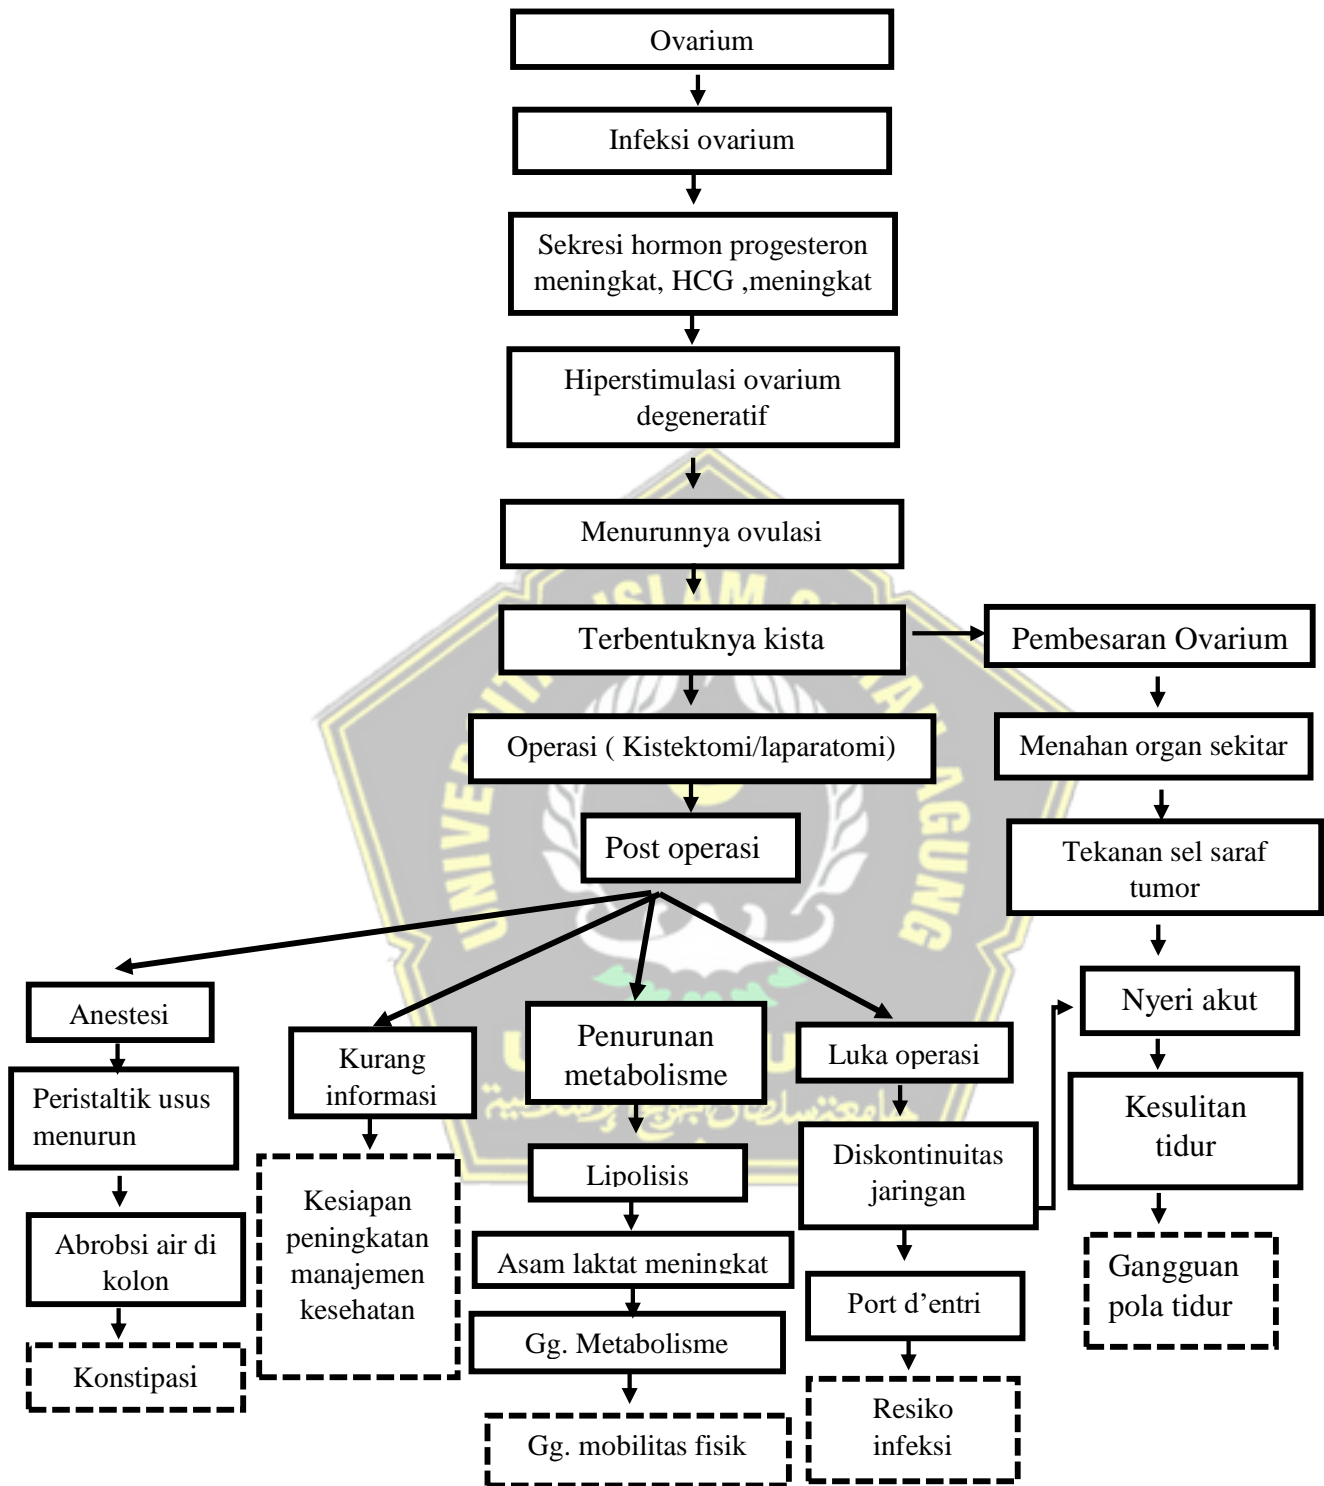 Ovarium
Infeksi ovarium
Sekresi hormon progesteron
meningkat, HCG ,meningkat
Hiperstimulasi ovarium
degeneratif
Menurunnya ovulasi
Terbentuknya kista
Pembesaran Ovarium
Operasi ( Kistektomi/laparatomi)
Menahan organ sekitar
Post operasi
Tekanan sel saraf
tumor
Anestesi
Kurang
informasi
Penurunan
metabolisme
Luka operasi
Nyeri akut
Peristaltik usus
menurun
Kesiapan
peningkatan
manajemen
kesehatan
Lipolisis
Diskontinuitas
jaringan
Kesulitan
tidur
Abrobsi air di
kolon
Asam laktat meningkat
Port d’entri
Gangguan
pola tidur
Konstipasi
Gg. Metabolisme
Resiko
infeksi
Gg. mobilitas fisik